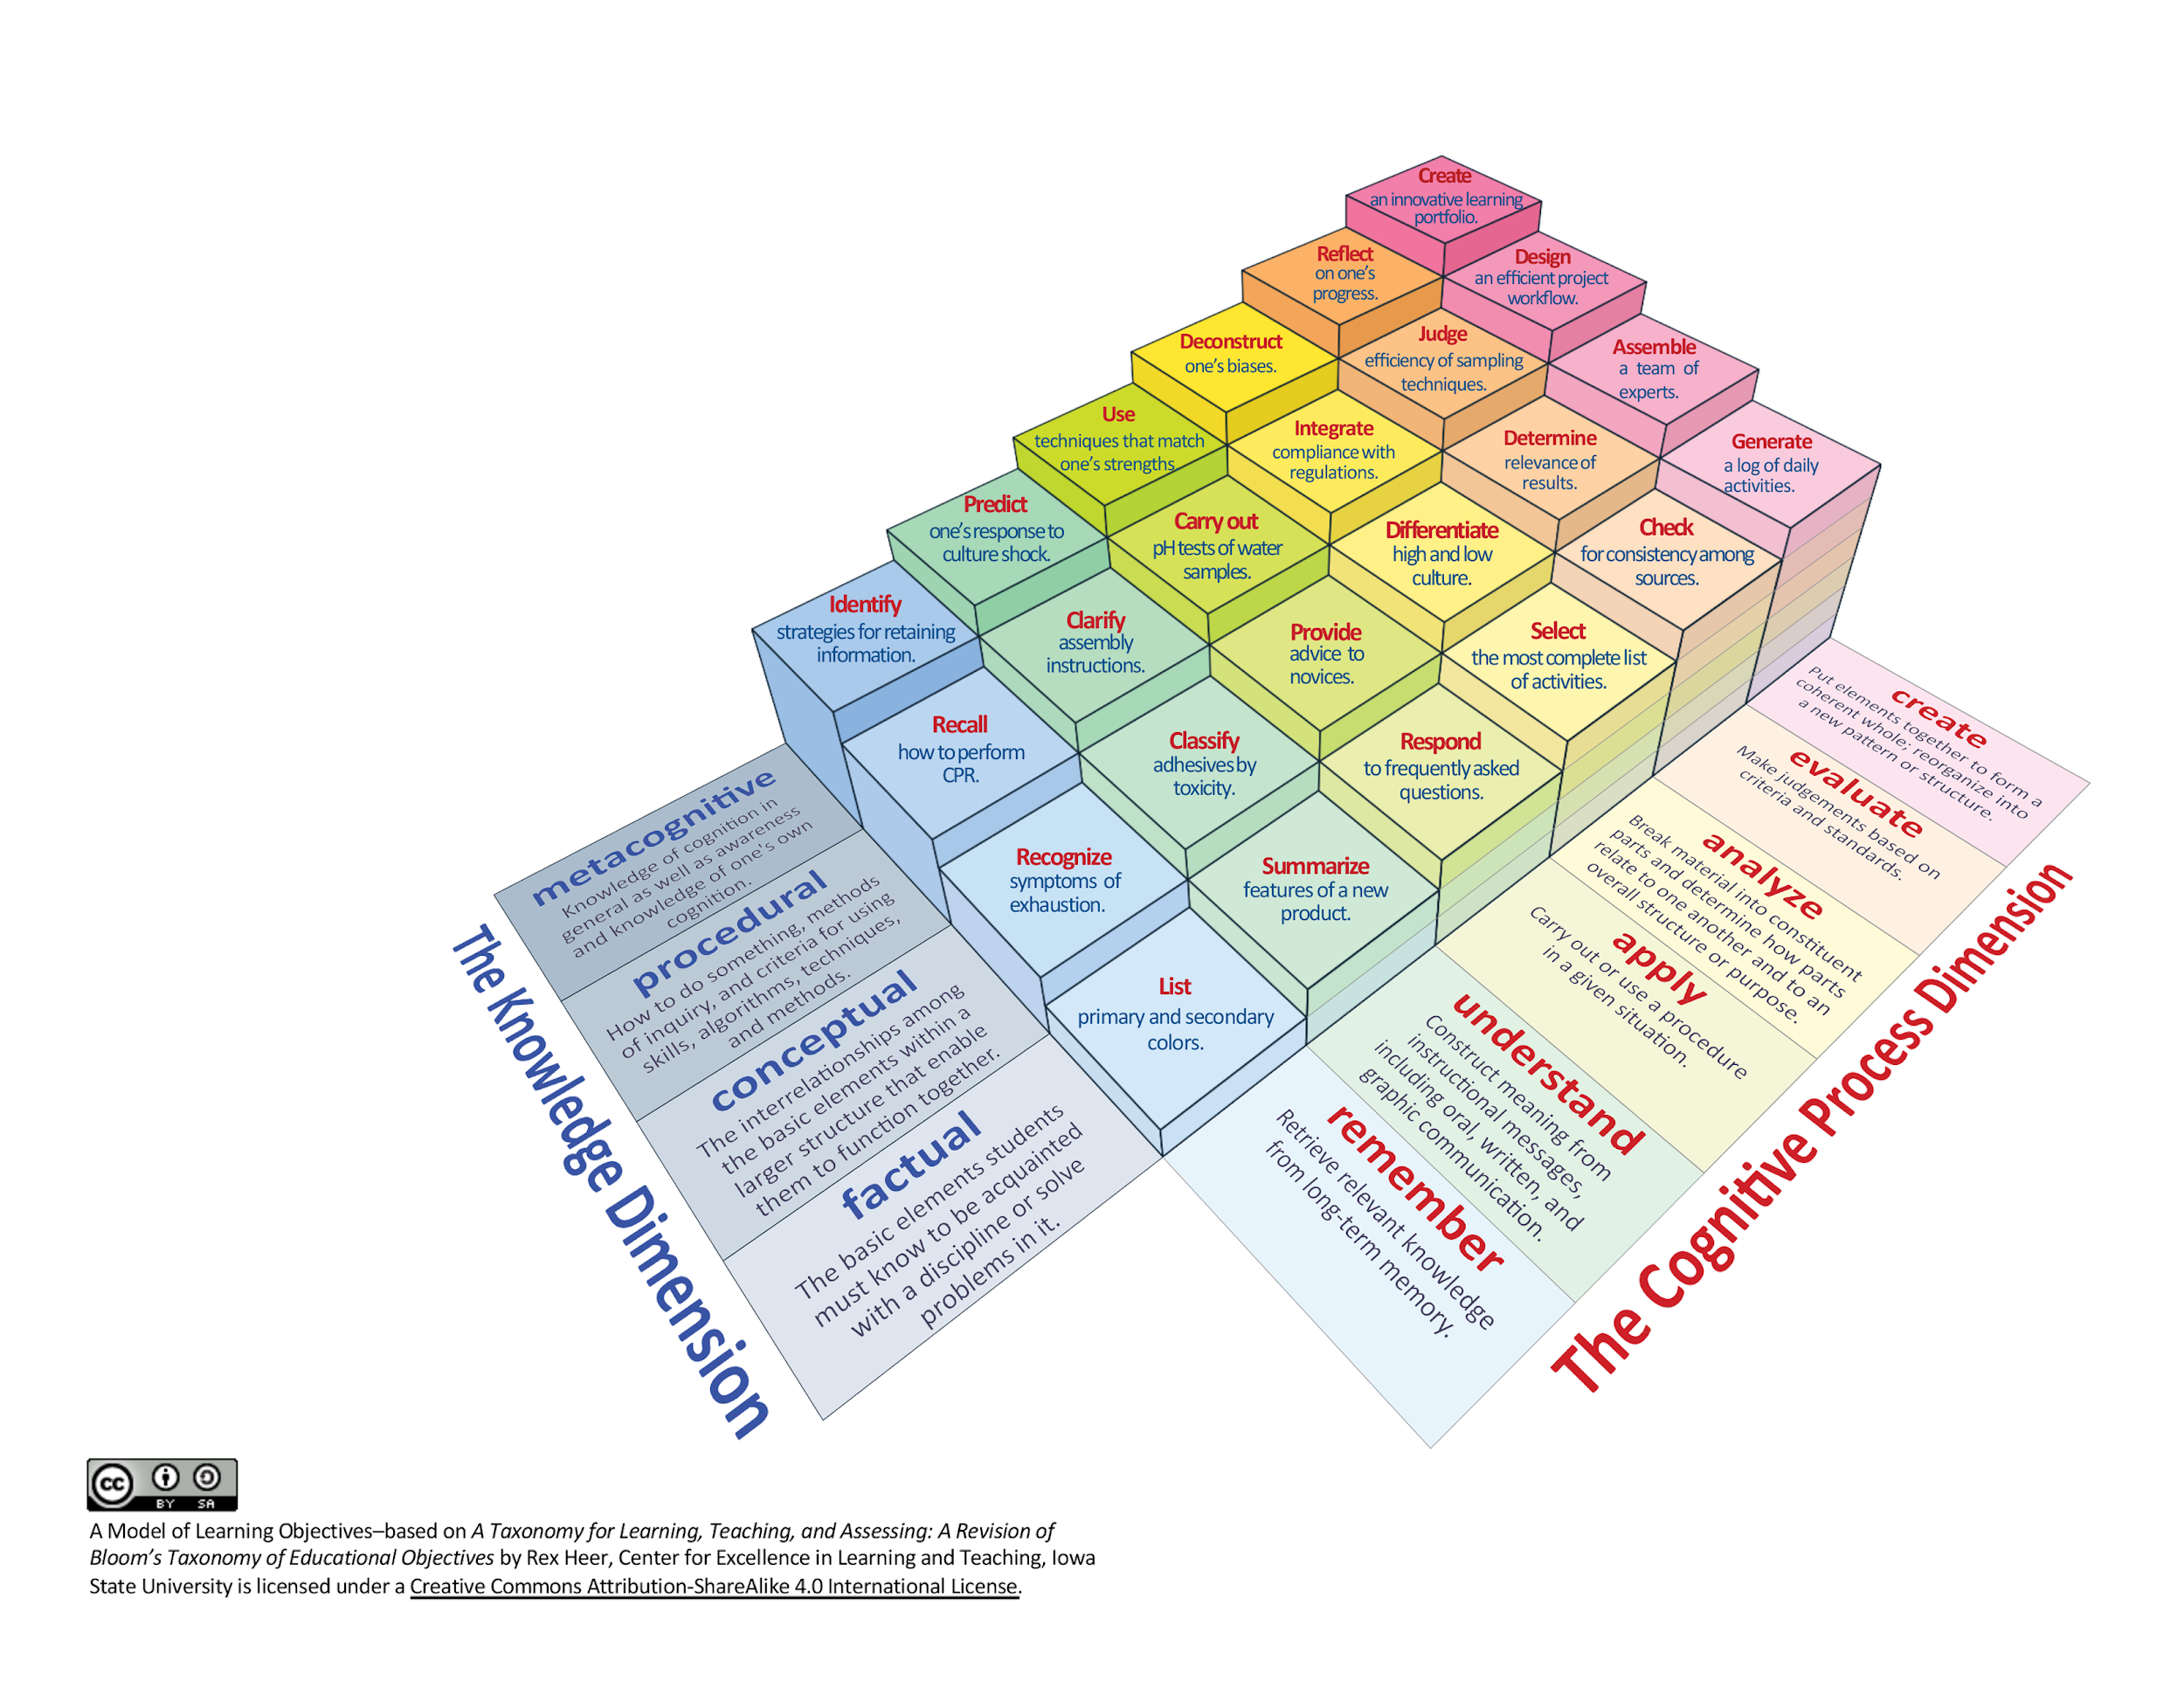 Create
an innovative learning
portfolio.
Reflect
on one's
progress.
Design
an efficient project
workflow.
Deconstruct
one's biases.
Judge
efficiency of sampling
techniques.
Assemble
a team of
experts.
Use
techniques that match
one's strengths.
Integrate
compliance with
regulations.
Determine
relevance of
results.
Generate
a log of daily
activities.
Predict
one's response to
culture shock.
Carry out
pH tests of water
samples.
Differentiate
high and low
culture.
Check
for consistency among
sources.
Identify
strategies for retaining
information.
Clarify
assembly
instructions.
Provide
advice to
novices.
Select
the most complete list
of activities.
Recall
how to perform
CPR.
Classify
adhesives by
toxicity.
Respond
to frequently asked
questions.
Recognize
symptoms of
exhaustion.
Summarize
features of a new
product.
List
primary and secondary
colors.
metacognitive
Knowledge of cognition in
general as well as awareness
and knowledge of one's own
cognition.
procedural
How to do something, methods
of inquiry, and criteria for using
skills, algorithms, techniques,
and methods.
conceptual
The interrelationships among
the basic elements within a
larger structure that enable
them to function together.
factual
The basic elements students
must know to be acquainted
with a discipline or solve
problems in it.
The Knowledge Dimension
create
Put elements together to form a
coherent whole; reorganize into
a new pattern or structure.
evaluate
Make judgements based on
criteria and standards.
analyze
Break material into constituent
parts and determine how parts
relate to one another and to an
overall structure or purpose.
apply
Carry out or use a procedure
in a given situation.
understand
Construct meaning from
instructional messages,
including oral, written, and
graphic communication.
remember
Retrieve relevant knowledge
from long-term memory.
The Cognitive Process Dimension
cc
BY SA
A Model of Learning Objectives–based on A Taxonomy for Learning, Teaching, and Assessing: A Revision of
Bloom's Taxonomy of Educational Objectives by Rex Heer, Center for Excellence in Learning and Teaching, Iowa
State University is licensed under a Creative Commons Attribution-ShareAlike 4.0 International License.